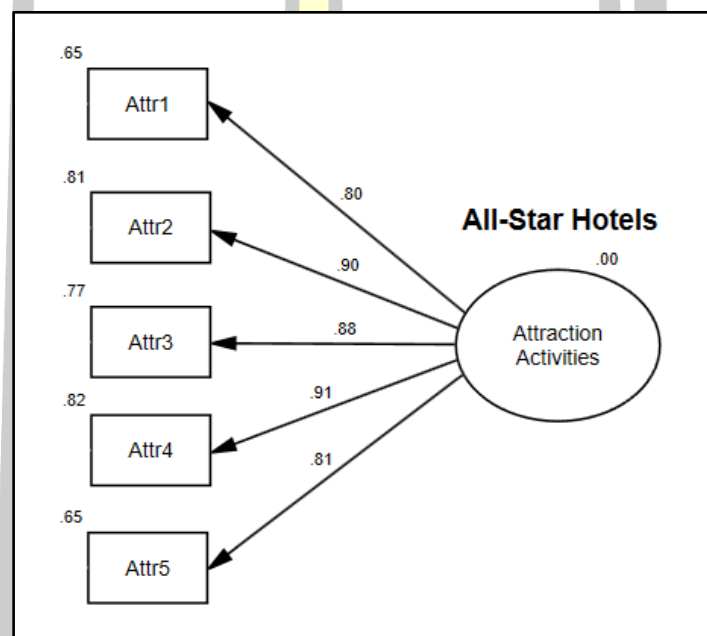 .65
Attr1
.80
.81
Attr2
All-Star Hotels
.90
.00
.77
Attr3
.88
Attraction
Activities
.82
Attr4
.91
.81
.65
Attr5